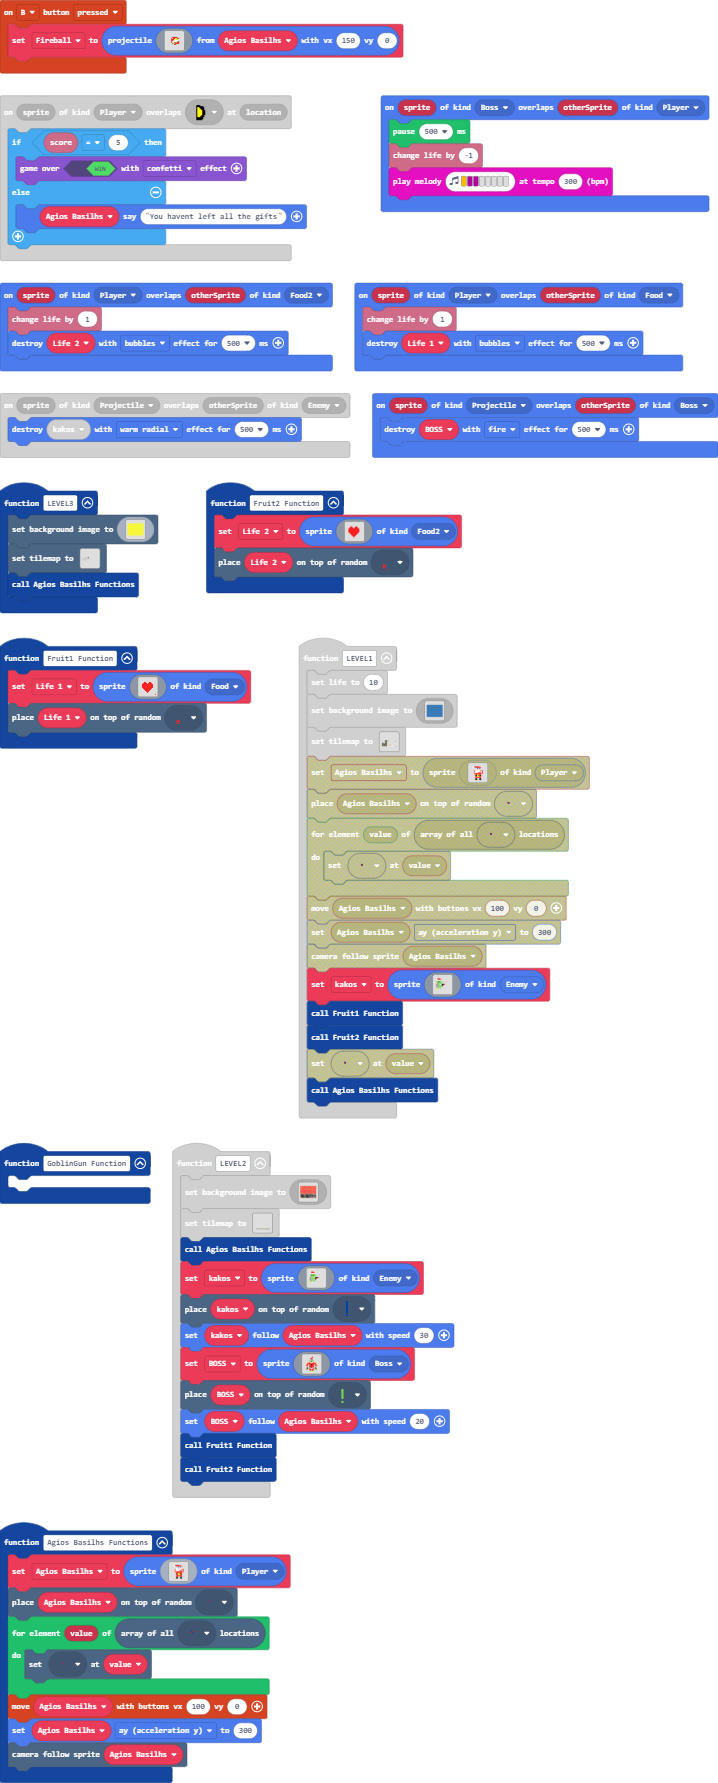 on B button pressed
set Fireball to projectile from Agios Basilhs with vx 150 vy 0
on sprite of kind Player overlaps at location
if score = 5 then
game over WIN with confetti effect
else
Agios Basilhs say "You havent left all the gifts"
on sprite of kind Boss overlaps otherSprite of kind Player
pause 500 ms
change life by -1
play melody at tempo 300 (bpm)
on sprite of kind Player overlaps otherSprite of kind Food2
change life by 1
destroy Life 2 with bubbles effect for 500 ms
on sprite of kind Player overlaps otherSprite of kind Food
change life by 1
destroy Life 1 with bubbles effect for 500 ms
on sprite of kind Projectile overlaps otherSprite of kind Enemy
destroy kakos with warm radial effect for 500 ms
on sprite of kind Projectile overlaps otherSprite of kind Boss
destroy BOSS with fire effect for 500 ms
function LEVEL3
set background image to
set tilemap to
call Agios Basilhs Functions
function Fruit2 Function
set Life 2 to sprite of kind Food2
place Life 2 on top of random
function Fruit1 Function
set Life 1 to sprite of kind Food
place Life 1 on top of random
function LEVEL1
set life to 10
set background image to
set tilemap to
set Agios Basilhs to sprite of kind Player
place Agios Basilhs on top of random
for element value of array of all locations
do
set at value
move Agios Basilhs with buttons vx 100 vy 0
set Agios Basilhs ay (acceleration y) to 300
camera follow sprite Agios Basilhs
set kakos to sprite of kind Enemy
call Fruit1 Function
call Fruit2 Function
set at value
call Agios Basilhs Functions
function GoblinGun Function
function LEVEL2
set background image to
set tilemap to
call Agios Basilhs Functions
set kakos to sprite of kind Enemy
place kakos on top of random
set kakos follow Agios Basilhs with speed 30
set BOSS to sprite of kind Boss
place BOSS on top of random
set BOSS follow Agios Basilhs with speed 20
call Fruit1 Function
call Fruit2 Function
function Agios Basilhs Functions
set Agios Basilhs to sprite of kind Player
place Agios Basilhs on top of random
for element value of array of all locations
do
set at value
move Agios Basilhs with buttons vx 100 vy 0
set Agios Basilhs ay (acceleration y) to 300
camera follow sprite Agios Basilhs